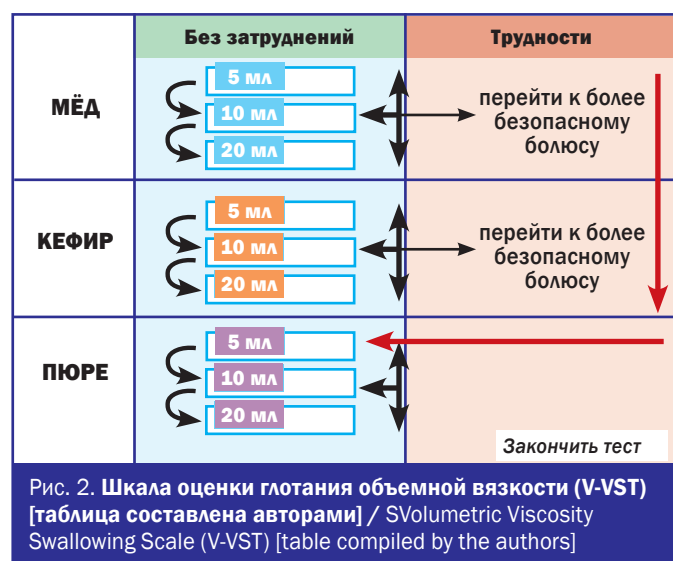 Без затруднений
Трудности
МЁД
5 мл
10 мл
20 мл
перейти к более
безопасному
болюсу
КЕФИР
5 мл
10 мл
20 мл
перейти к более
безопасному
болюсу
ПЮРЕ
5 мл
10 мл
20 мл
Закончить тест
Рис. 2. Шкала оценки глотания объемной вязкости (V-VST)
[таблица составлена авторами] / SVolumetric Viscosity
Swallowing Scale (V-VST) [table compiled by the authors]